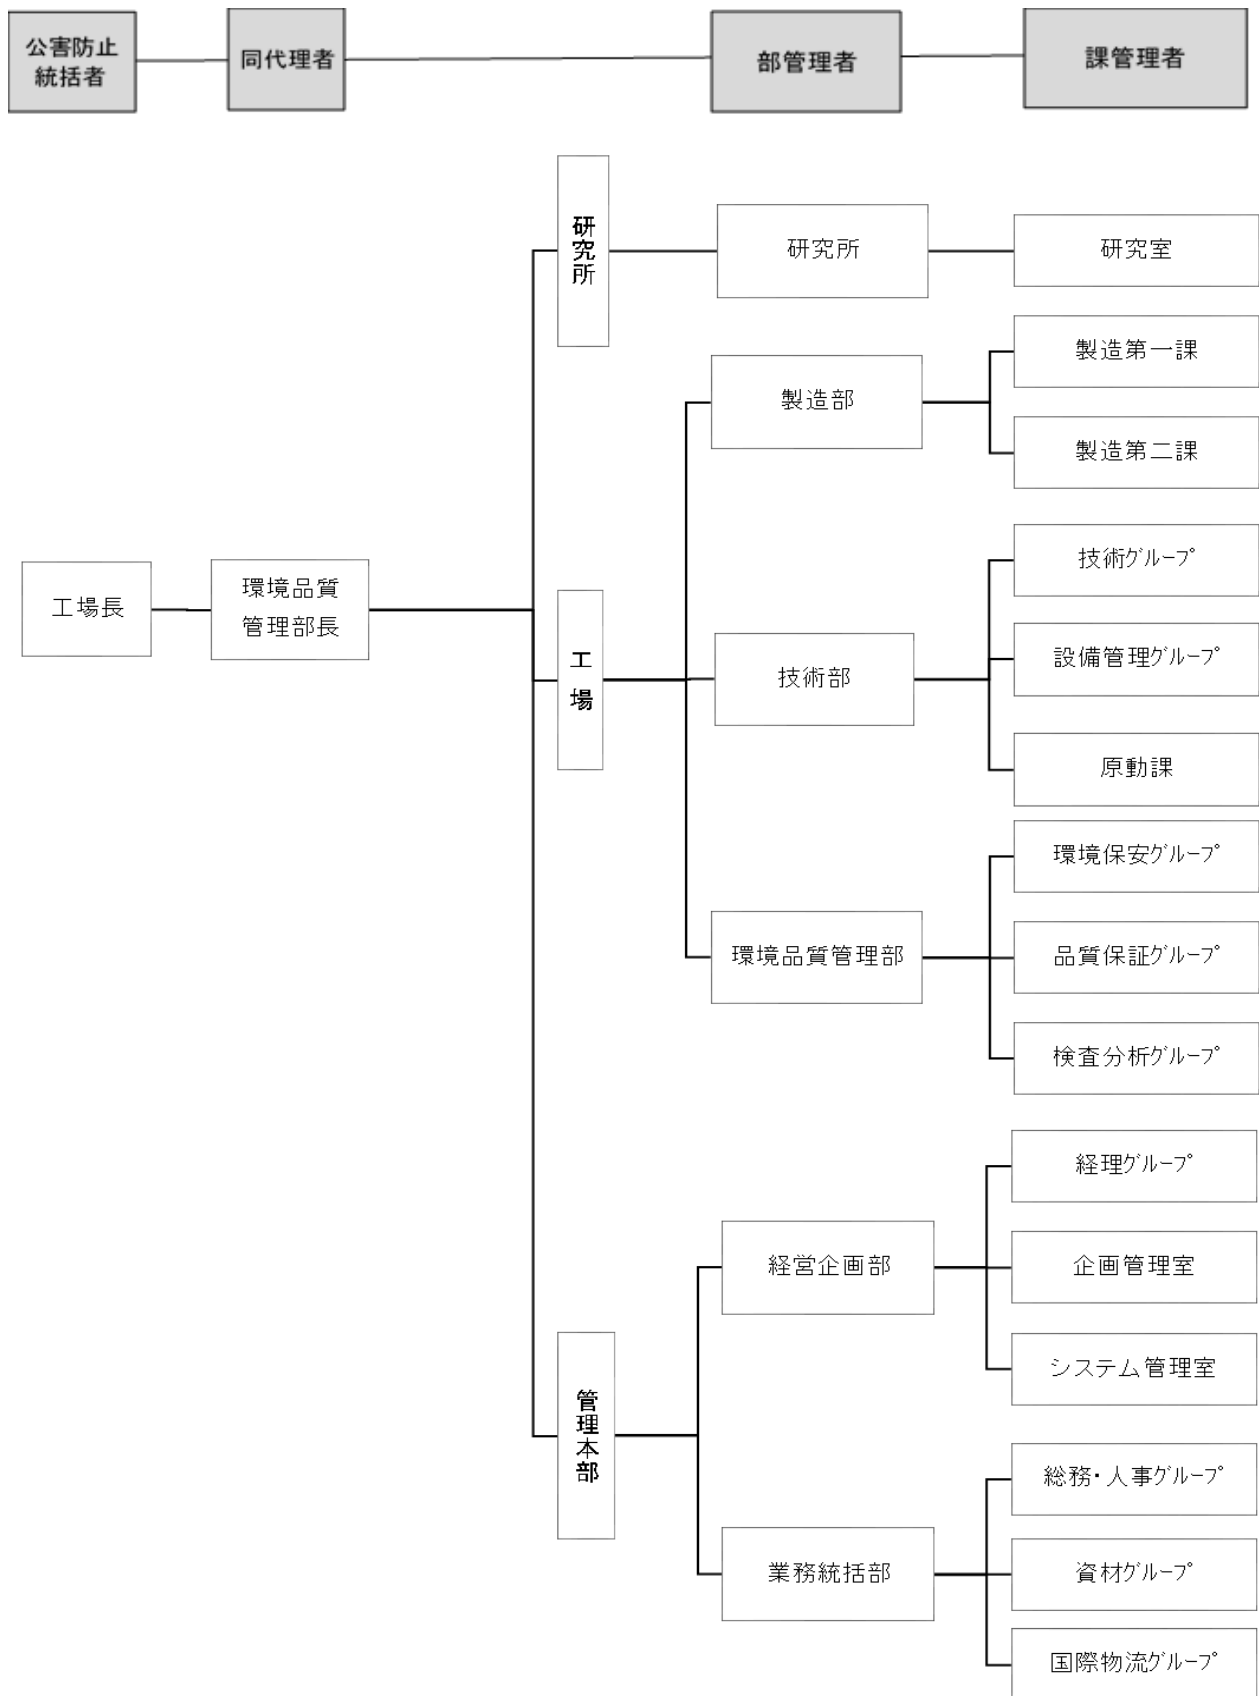 公害防止
統括者
同代理者
部管理者
課管理者
研究所
研究所
研究室
製造部
製造第一課
製造第二課
工場長
環境品質
管理部長
工場
技術部
技術ｸﾞﾙｰﾌﾟ
設備管理ｸﾞﾙｰﾌﾟ
原動課
環境品質管理部
環境保安ｸﾞﾙｰﾌﾟ
品質保証ｸﾞﾙｰﾌﾟ
検査分析ｸﾞﾙｰﾌﾟ
管理本部
経営企画部
経理ｸﾞﾙｰﾌﾟ
企画管理室
システム管理室
業務統括部
総務・人事ｸﾞﾙｰﾌﾟ
資材ｸﾞﾙｰﾌﾟ
国際物流ｸﾞﾙｰﾌﾟ